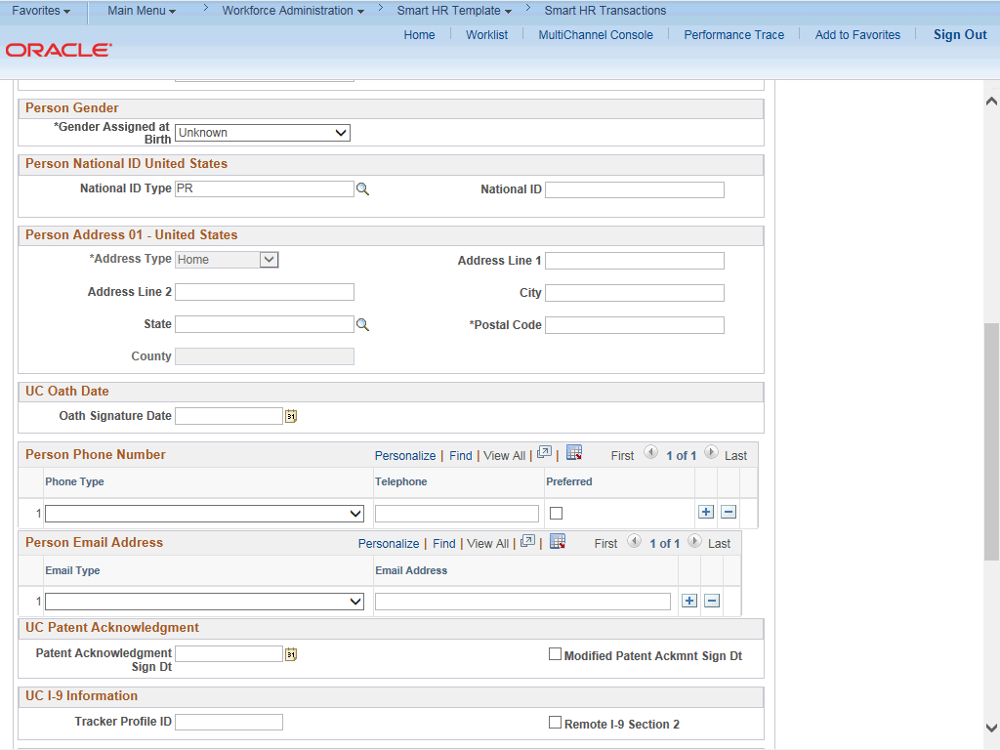 Favorites Main Menu > Workforce Administration > Smart HR Template > Smart HR Transactions
Home Worklist MultiChannel Console Performance Trace Add to Favorites Sign Out
ORACLE
Person Gender
*Gender Assigned at
Birth Unknown
Person National ID United States
National ID Type PR National ID
Person Address 01 - United States
*Address Type Home Address Line 1
Address Line 2 City
State *Postal Code
County
UC Oath Date
Oath Signature Date 31
Person Phone Number Personalize | Find | View All | | First 1 of 1 Last
Phone Type Telephone Preferred
1
Person Email Address Personalize | Find | View All | | First 1 of 1 Last
Email Type Email Address
1
UC Patent Acknowledgment
Patent Acknowledgment
Sign Dt 31 Modified Patent Ackmnt Sign Dt
UC I-9 Information
Tracker Profile ID Remote I-9 Section 2